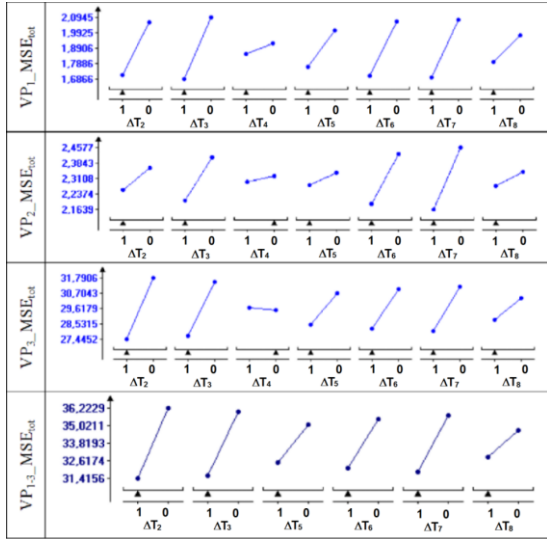 VP1_MSEtot
2,0945
1,9925
1,8906
1,7886
1,6866
1 0 1 0 1 0 1 0 1 0 1 0 1 0
ΔT2 ΔT3 ΔT4 ΔT5 ΔT6 ΔT7 ΔT8
VP2_MSEtot
2,4577
2,3843
2,3108
2,2374
2,1639
1 0 1 0 1 0 1 0 1 0 1 0 1 0
ΔT2 ΔT3 ΔT4 ΔT5 ΔT6 ΔT7 ΔT8
VP3_MSEtot
31,7906
30,7043
29,6179
28,5315
27,4452
1 0 1 0 1 0 1 0 1 0 1 0 1 0
ΔT2 ΔT3 ΔT4 ΔT5 ΔT6 ΔT7 ΔT8
VP1-3_MSEtot
36,2229
35,0211
33,8193
32,6174
31,4156
1 0 1 0 1 0 1 0 1 0 1 0
ΔT2 ΔT3 ΔT5 ΔT6 ΔT7 ΔT8